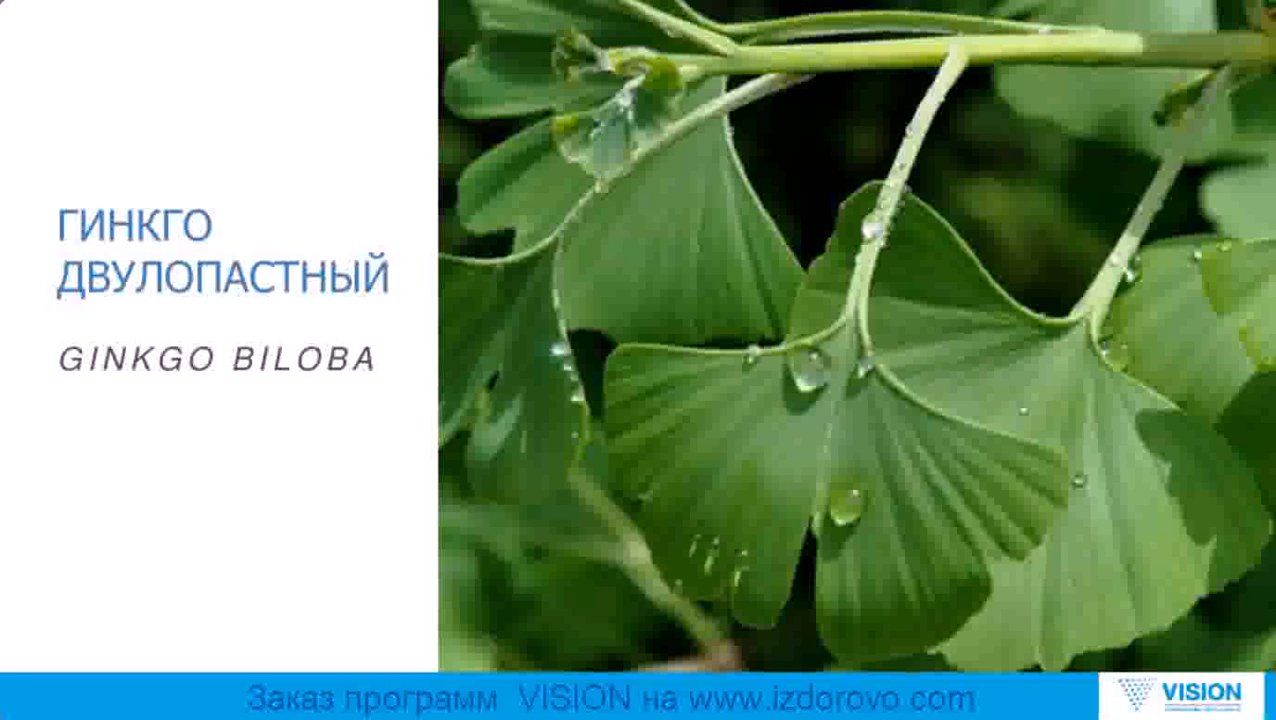 ГИНКГО
ДВУЛОПАСТНЫЙ
GINKGO BILOBA
Заказ программ VISION на www.izdorovo.com
VISION